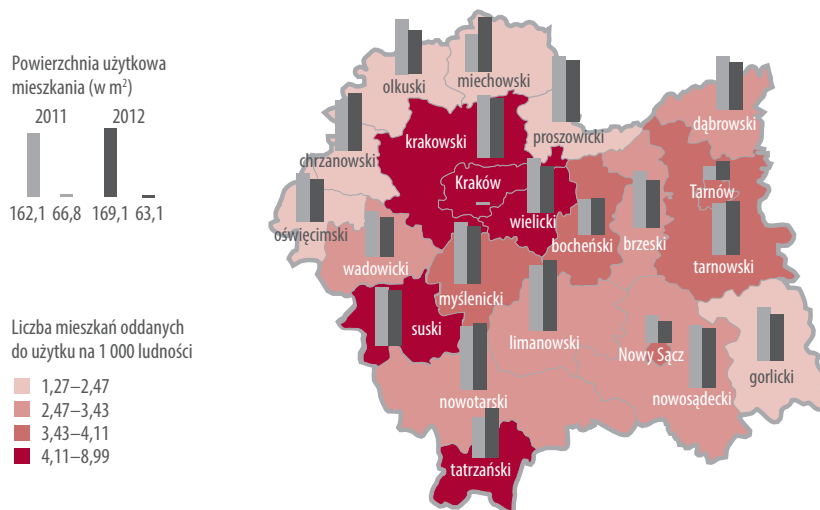 Powierzchnia użytkowa
mieszkania (w m²)
2011 2012
162,1 66,8 169,1 63,1
Liczba mieszkań oddanych
do użytku na 1 000 ludności
1,27–2,47
2,47–3,43
3,43–4,11
4,11–8,99
olkuski
miechowski
proszowicki
dąbrowski
krakowski
chrzanowski
Kraków
Tarnów
wielicki
oświęcimski
bocheński
brzeski
tarnowski
wadowicki
myślenicki
suski
limanowski
Nowy Sącz
gorlicki
nowotarski
nowosądecki
tatrzański